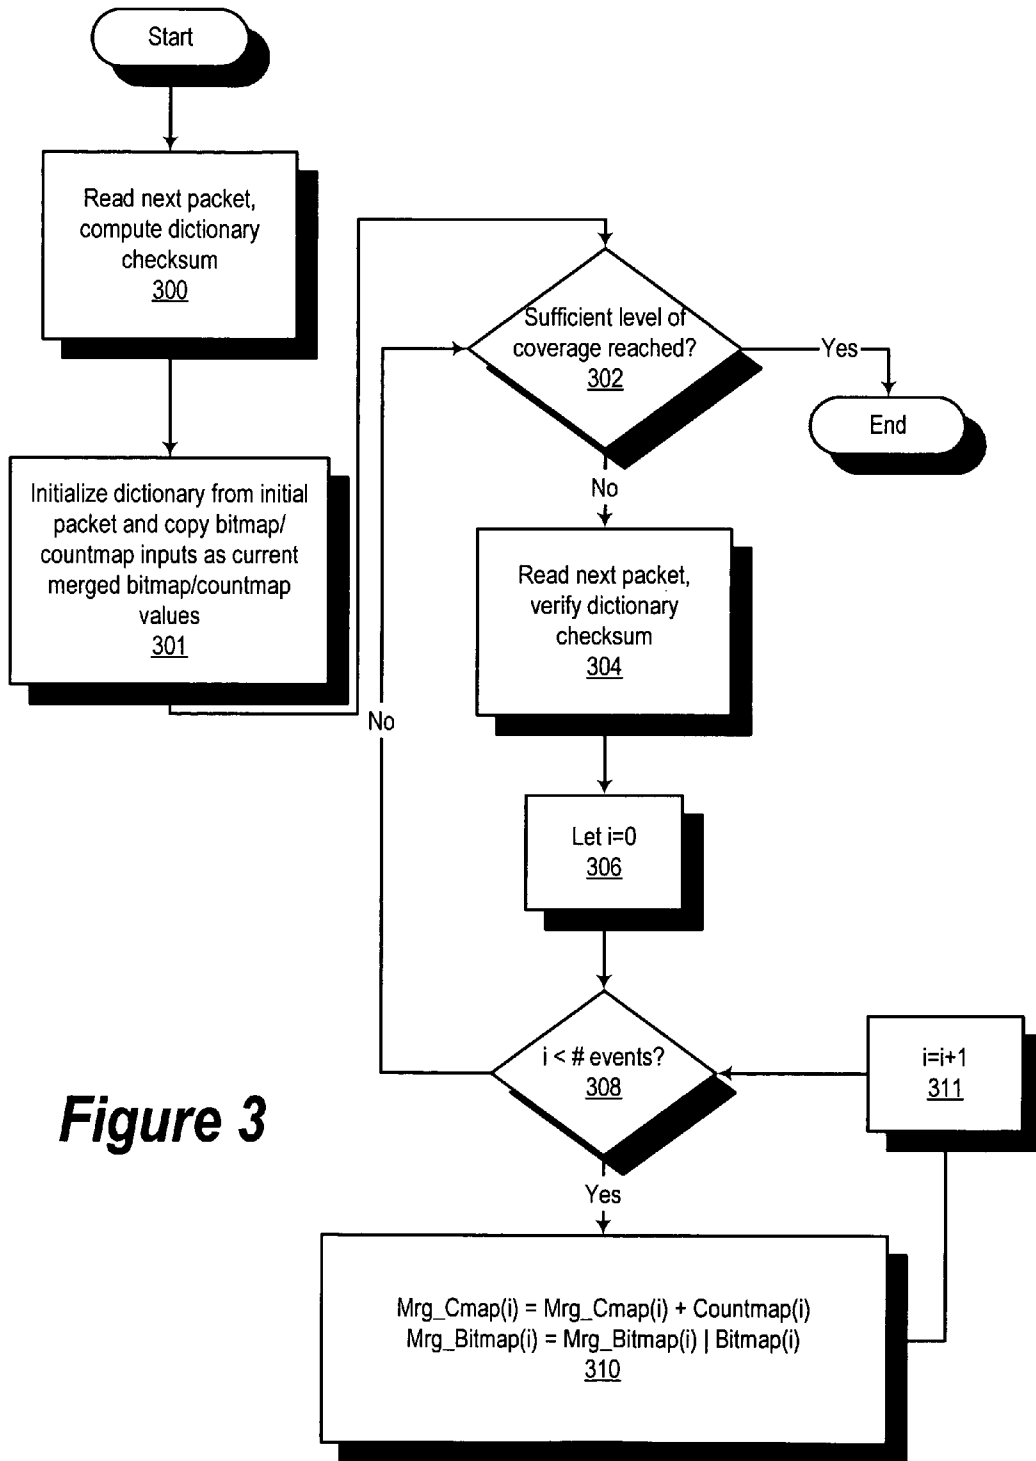 Start
Read next packet,
compute dictionary
checksum
300
Initialize dictionary from initial
packet and copy bitmap/
countmap inputs as current
merged bitmap/countmap
values
301
Sufficient level of
coverage reached?
302
Yes
End
No
Read next packet,
verify dictionary
checksum
304
No
Let i=0
306
i < # events?
308
i=i+1
311
Yes
Mrg_Cmap(i) = Mrg_Cmap(i) + Countmap(i)
Mrg_Bitmap(i) = Mrg_Bitmap(i) | Bitmap(i)
310
Figure 3